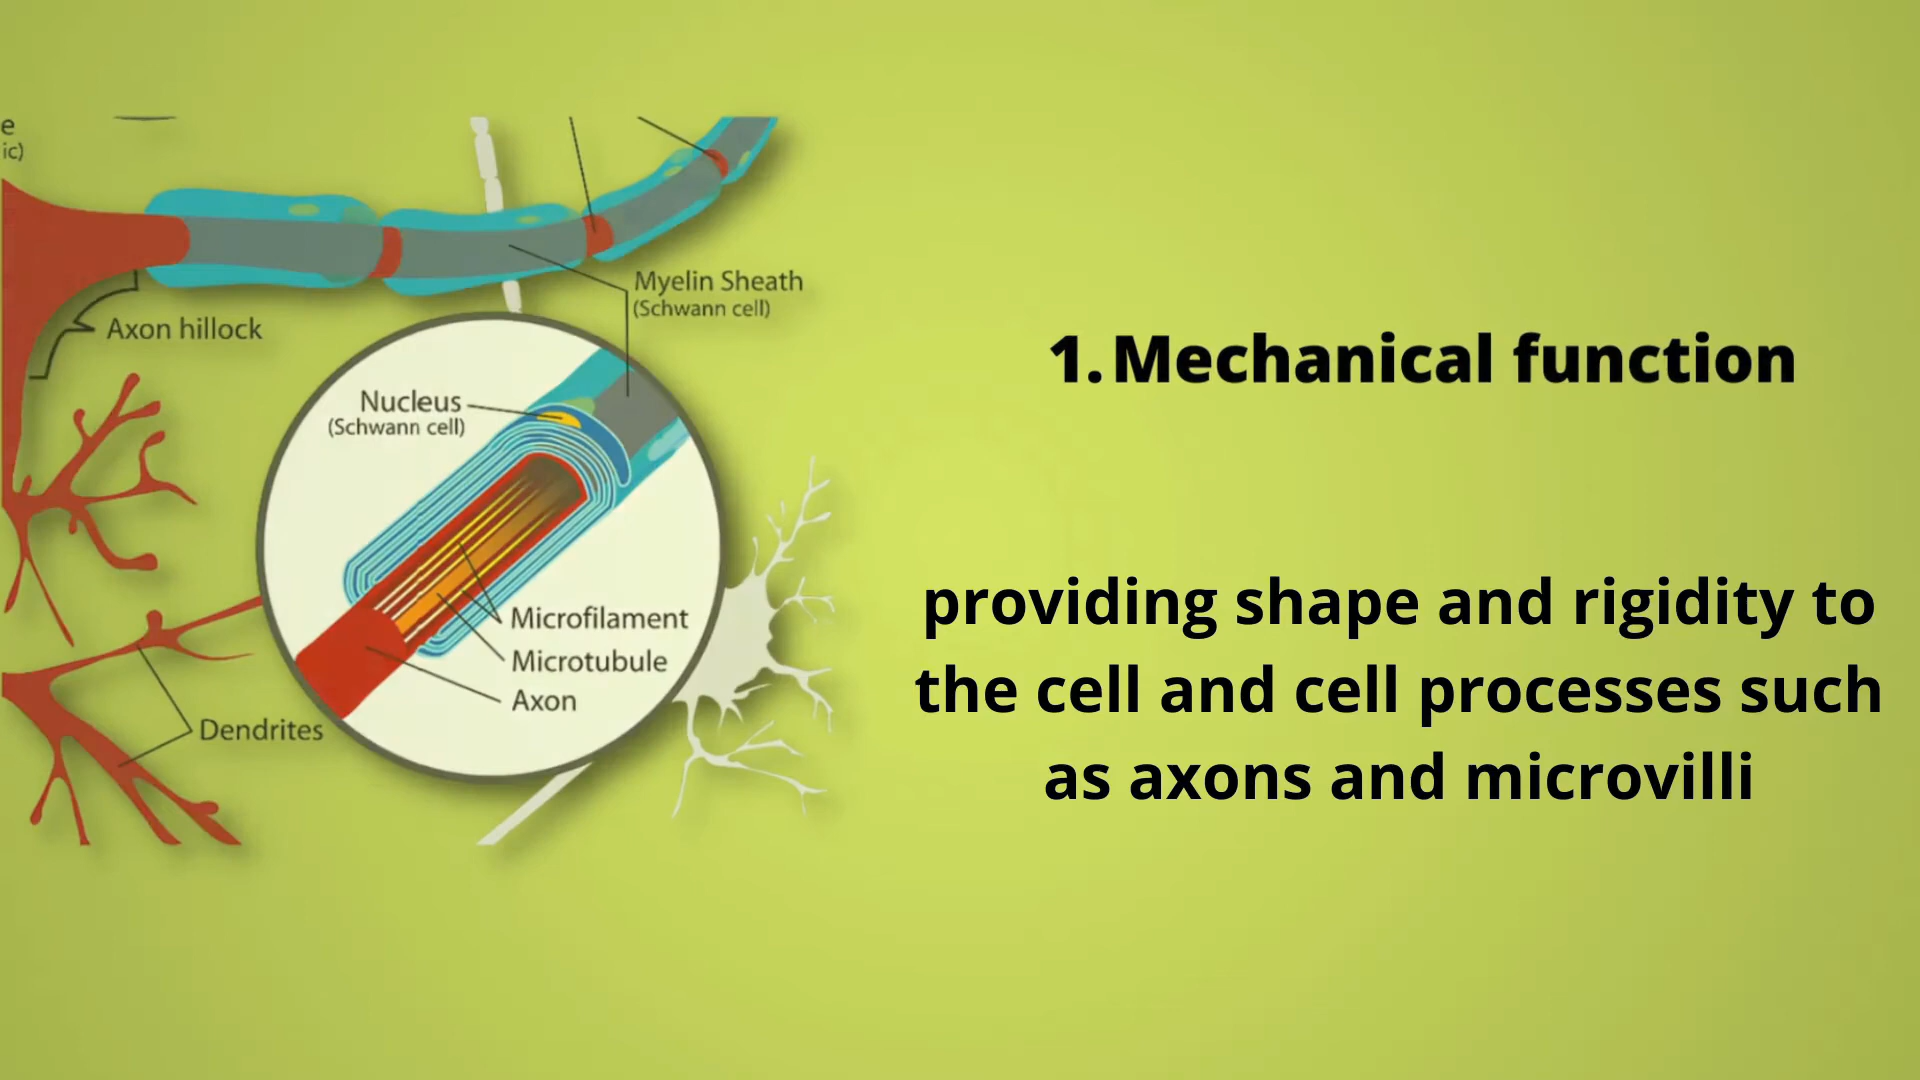 e
ic)
Axon hillock
Myelin Sheath
(Schwann cell)
Nucleus
(Schwann cell)
Microfilament
Microtubule
Axon
Dendrites
1. Mechanical function
providing shape and rigidity to
the cell and cell processes such
as axons and microvilli